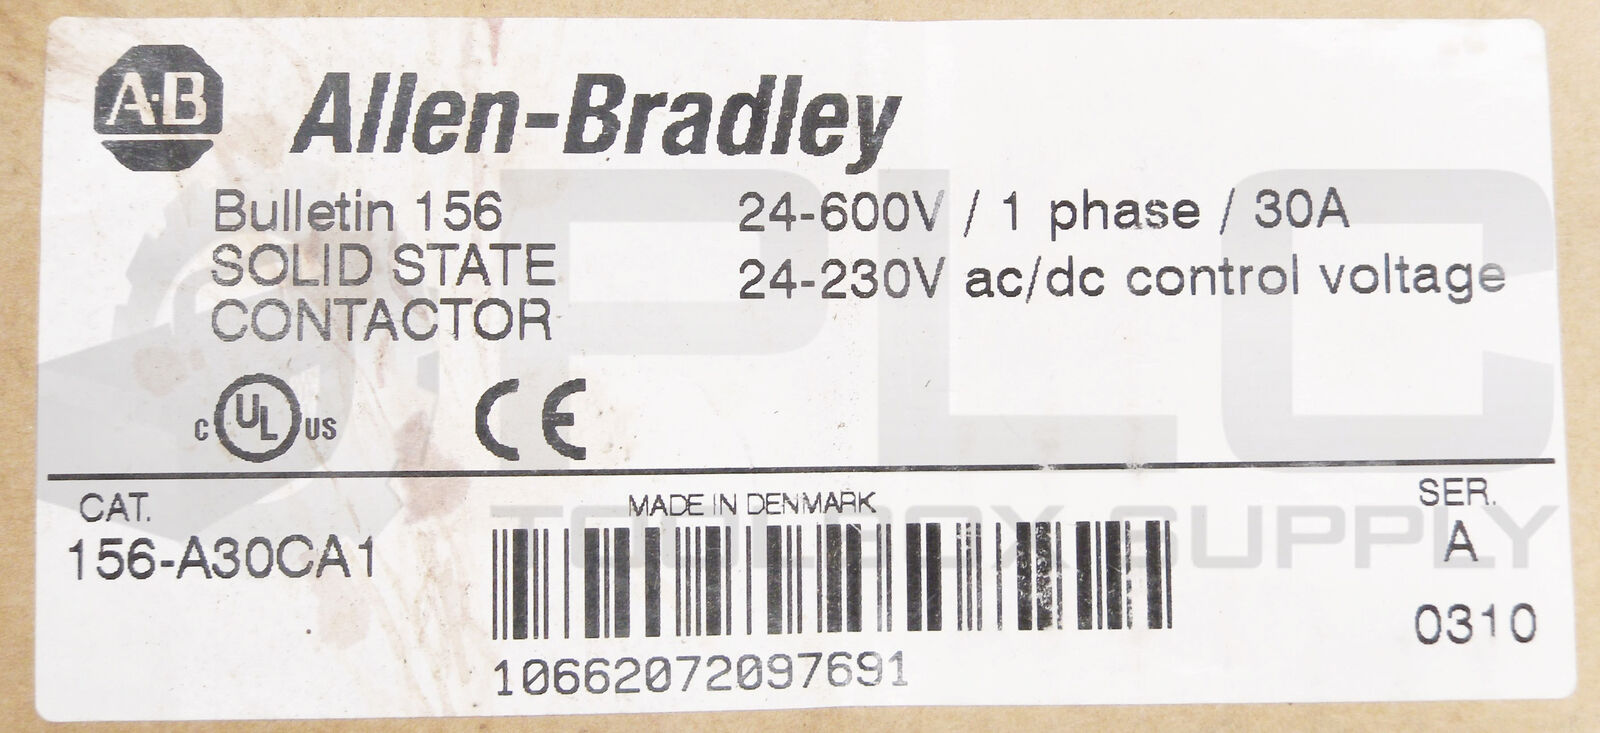 A·B Allen-Bradley
Bulletin 156
SOLID STATE
CONTACTOR
24-600V / 1 phase / 30A
24-230V ac/dc control voltage
C UL US CE
CAT.
156-A30CA1
MADE IN DENMARK
10662072097691
SER.
A
0310
PLC
TOOLBOX SUPPLY